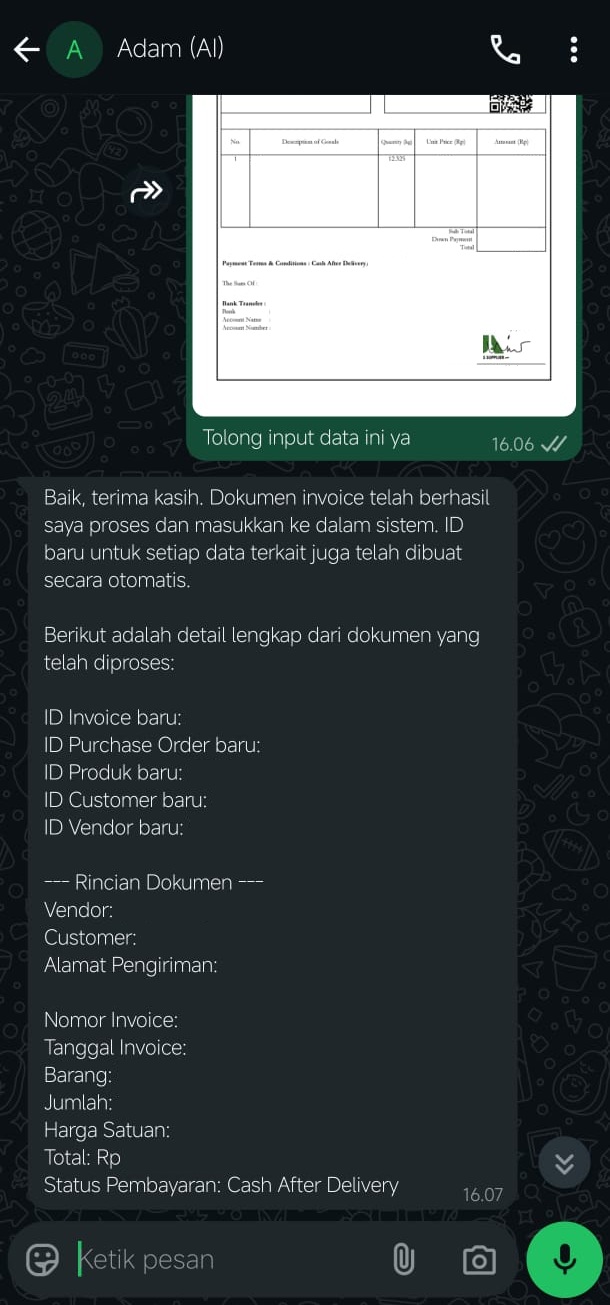 A
Adam (AI)
No.
Description of Goods
Quantity (kg)
Unit Price (Rp)
Amount (Rp)
1
12.325
Sub Total
Down Payment
Total
Payment Terms & Conditions : Cash After Delivery;
The Sum Of :
Bank Transfer :
Bank :
Account Name :
Account Number :
Tolong input data ini ya
16.06
Baik, terima kasih. Dokumen invoice telah berhasil
saya proses dan masukkan ke dalam sistem. ID
baru untuk setiap data terkait juga telah dibuat
secara otomatis.
Berikut adalah detail lengkap dari dokumen yang
telah diproses:
ID Invoice baru:
ID Purchase Order baru:
ID Produk baru:
ID Customer baru:
ID Vendor baru:
--- Rincian Dokumen ---
Vendor:
Customer:
Alamat Pengiriman:
Nomor Invoice:
Tanggal Invoice:
Barang:
Jumlah:
Harga Satuan:
Total: Rp
Status Pembayaran: Cash After Delivery
16.07
Ketik pesan